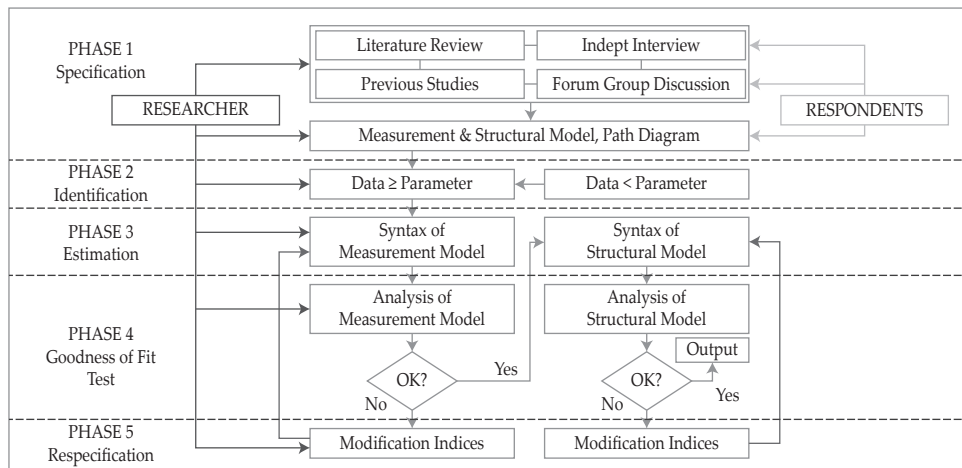 PHASE 1
Specification
Literature Review
Indept Interview
Previous Studies
Forum Group Discussion
RESEARCHER
RESPONDENTS
Measurement & Structural Model, Path Diagram
PHASE 2
Identification
Data ≥ Parameter
Data < Parameter
PHASE 3
Estimation
Syntax of
Measurement Model
Syntax of
Structural Model
PHASE 4
Goodness of Fit
Test
Analysis of
Measurement Model
Analysis of
Structural Model
Output
OK?
Yes
No
OK?
Yes
No
PHASE 5
Respecification
Modification Indices
Modification Indices